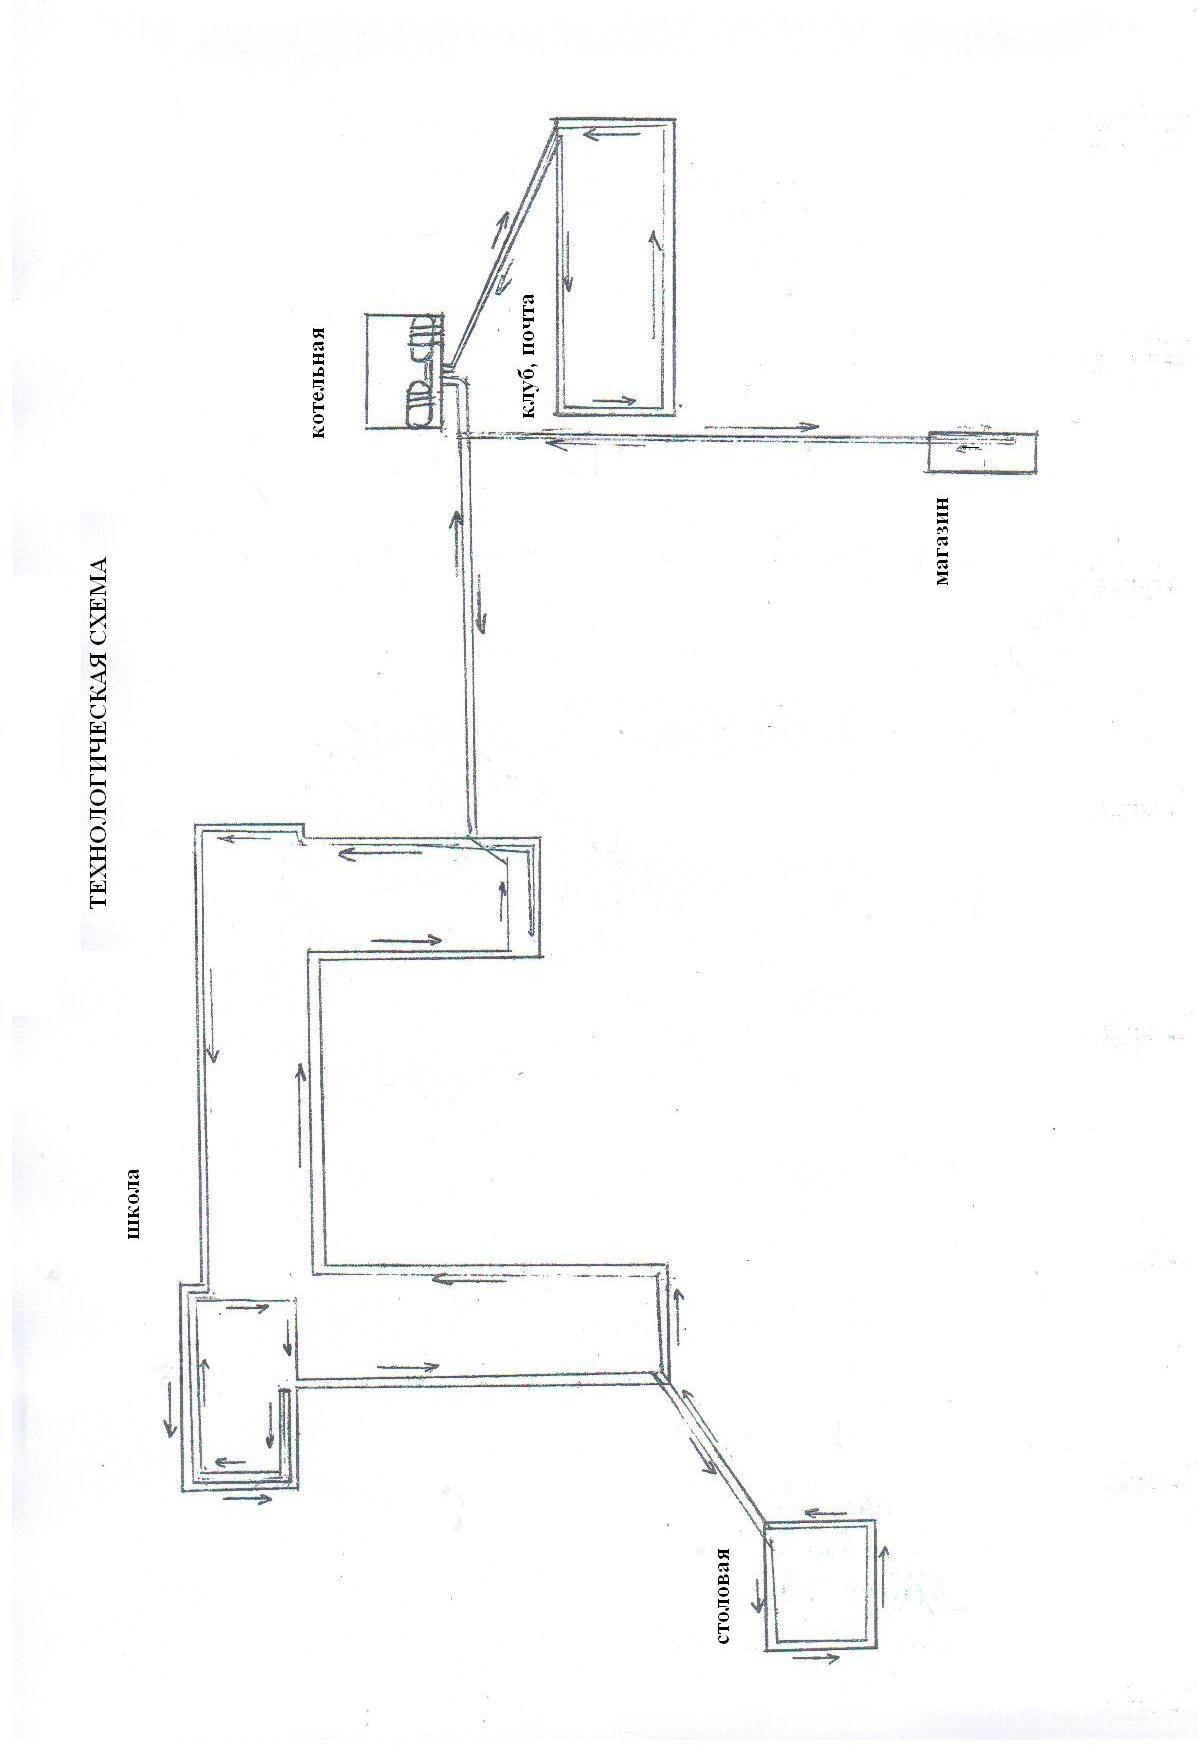 ТЕХНОЛОГИЧЕСКАЯ СХЕМА
школа
котельная
клуб, почта
столовая
магазин